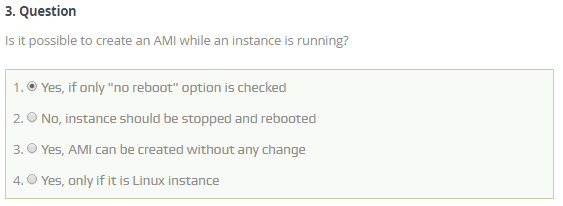 3. Question
Is it possible to create an AMI while an instance is running?
1. Yes, if only "no reboot" option is checked
2. No, instance should be stopped and rebooted
3. Yes, AMI can be created without any change
4. Yes, only if it is Linux instance